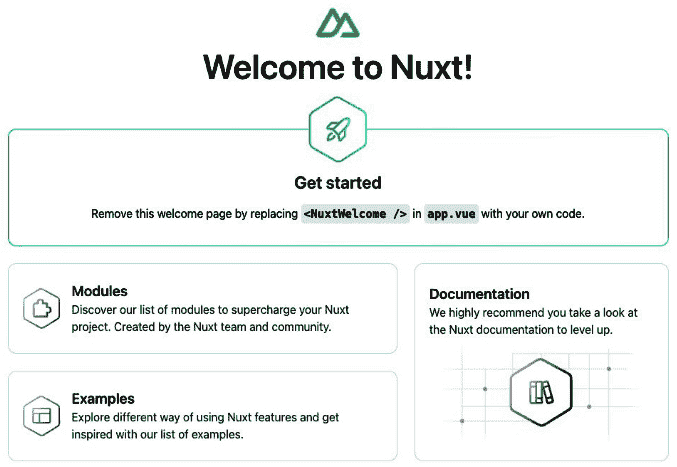 Welcome to Nuxt!
Get started
Remove this welcome page by replacing <NuxtWelcome /> in app.vue with your own code.
Modules
Discover our list of modules to supercharge your Nuxt
project. Created by the Nuxt team and community.
Examples
Explore different way of using Nuxt features and get
inspired with our list of examples.
Documentation
We highly recommend you take a look at
the Nuxt documentation to level up.